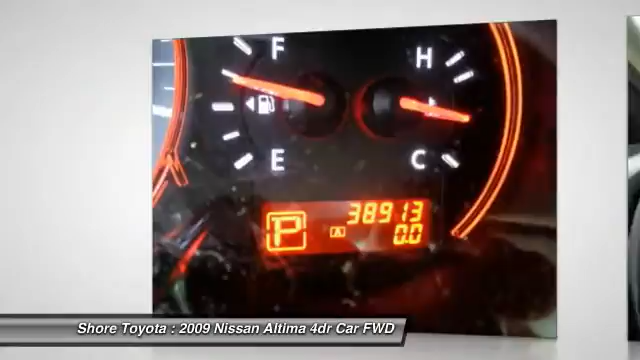 F
H
E
C
38913
P
A
0.0
Shore Toyota : 2009 Nissan Altima 4dr Car FWD